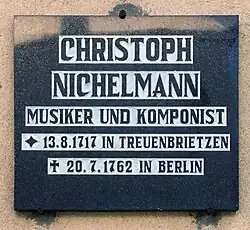 CHRISTOPH
NICHELMANN
MUSIKER UND KOMPONIST
✦ 13.8.1717 IN TREUENBRIETZEN
✝ 20.7.1762 IN BERLIN